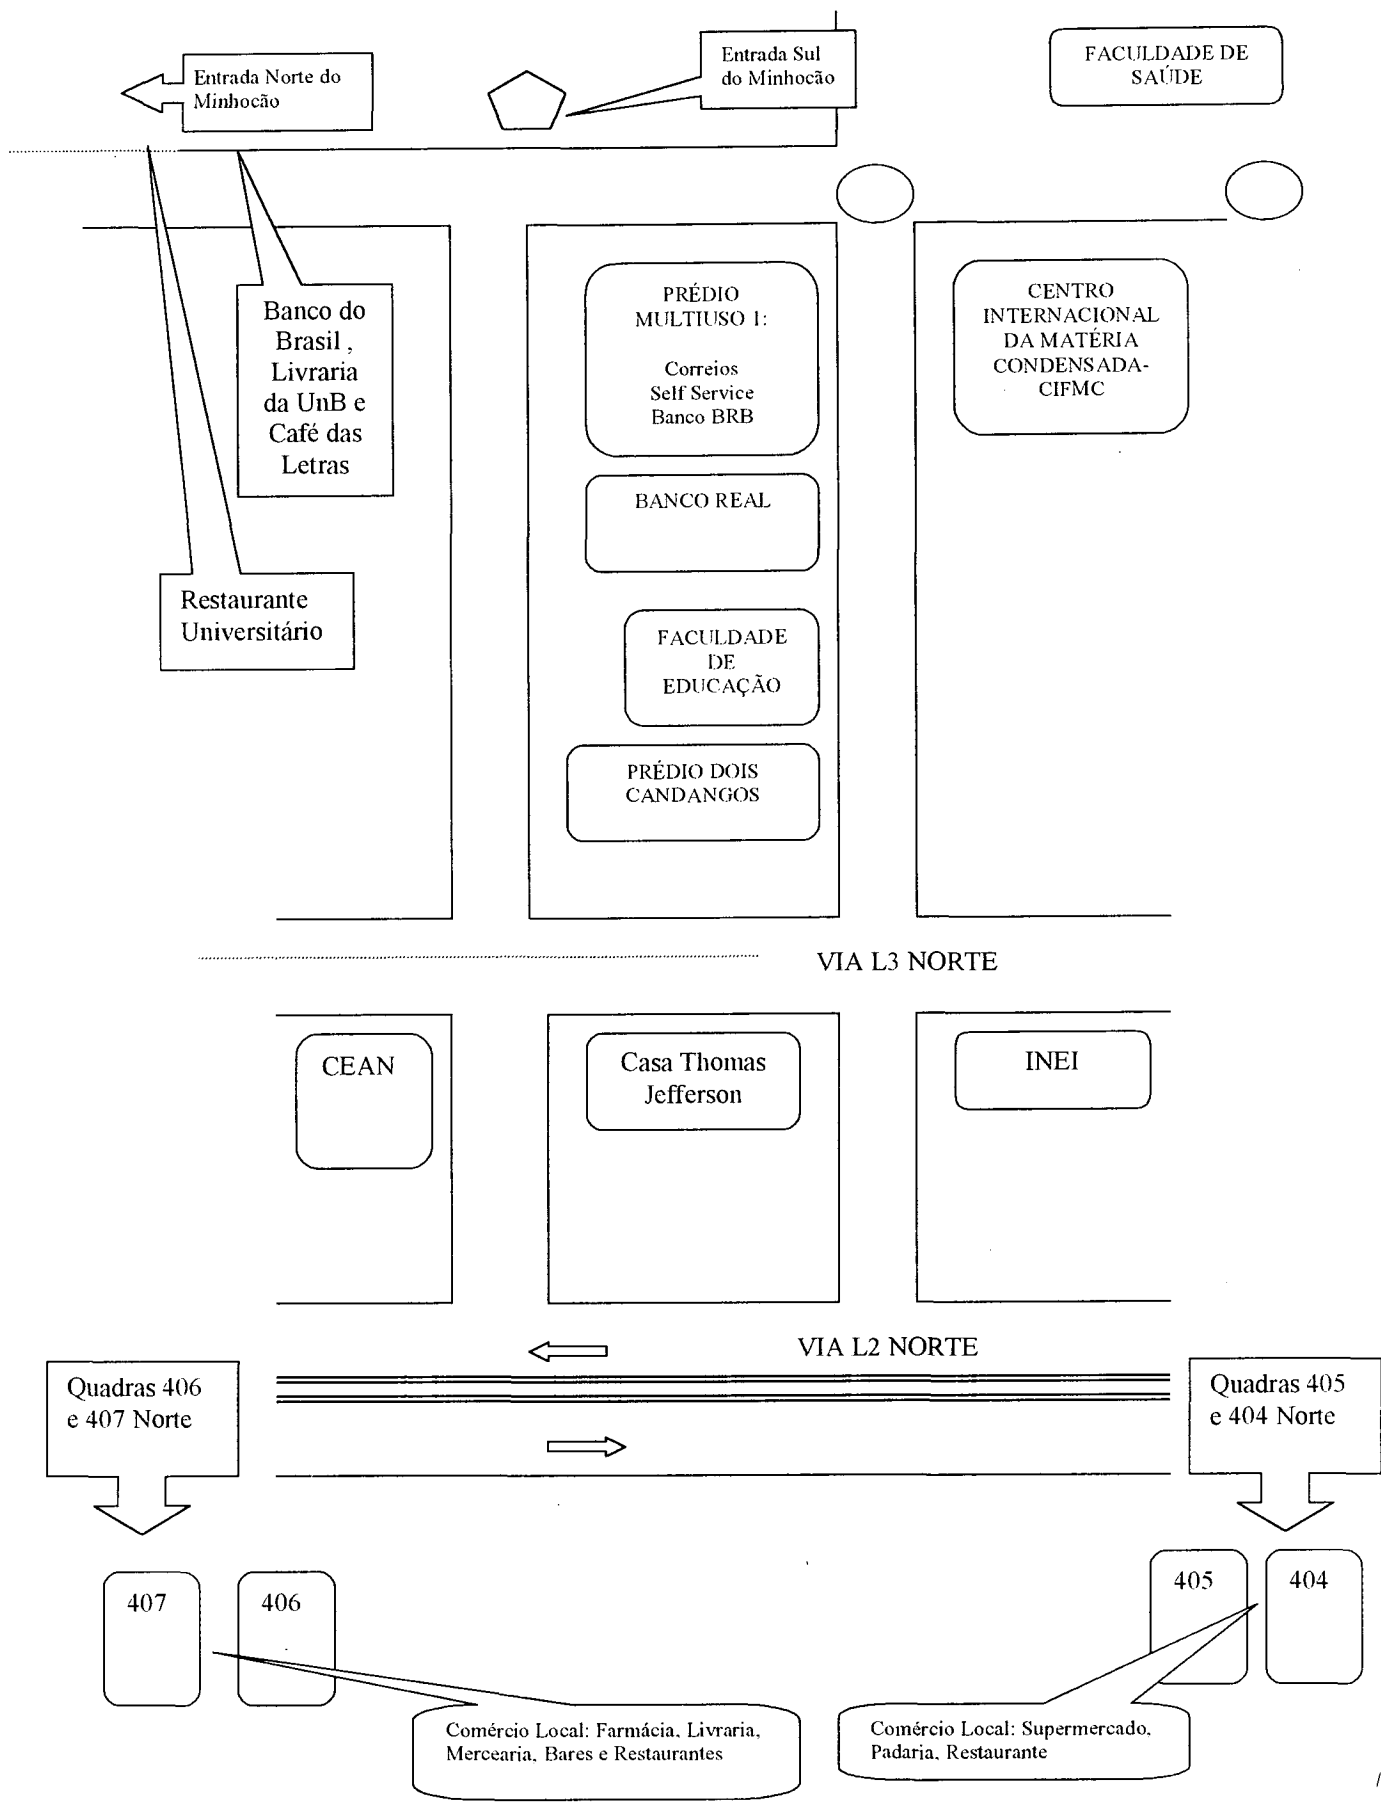 Entrada Norte do
Minhocão
Entrada Sul
do Minhocão
FACULDADE DE
SAÚDE
Banco do
Brasil ,
Livraria
da UnB e
Café das
Letras
PRÉDIO
MULTIUSO 1:
Correios
Self Service
Banco BRB
CENTRO
INTERNACIONAL
DA MATÉRIA
CONDENSADA-
CIFMC
BANCO REAL
Restaurante
Universitário
FACULDADE
DE
EDUCAÇÃO
PRÉDIO DOIS
CANDANGOS
VIA L3 NORTE
CEAN
Casa Thomas
Jefferson
INEI
VIA L2 NORTE
Quadras 406
e 407 Norte
Quadras 405
e 404 Norte
407
406
405
404
Comércio Local: Farmácia, Livraria,
Mercearia, Bares e Restaurantes
Comércio Local: Supermercado,
Padaria, Restaurante